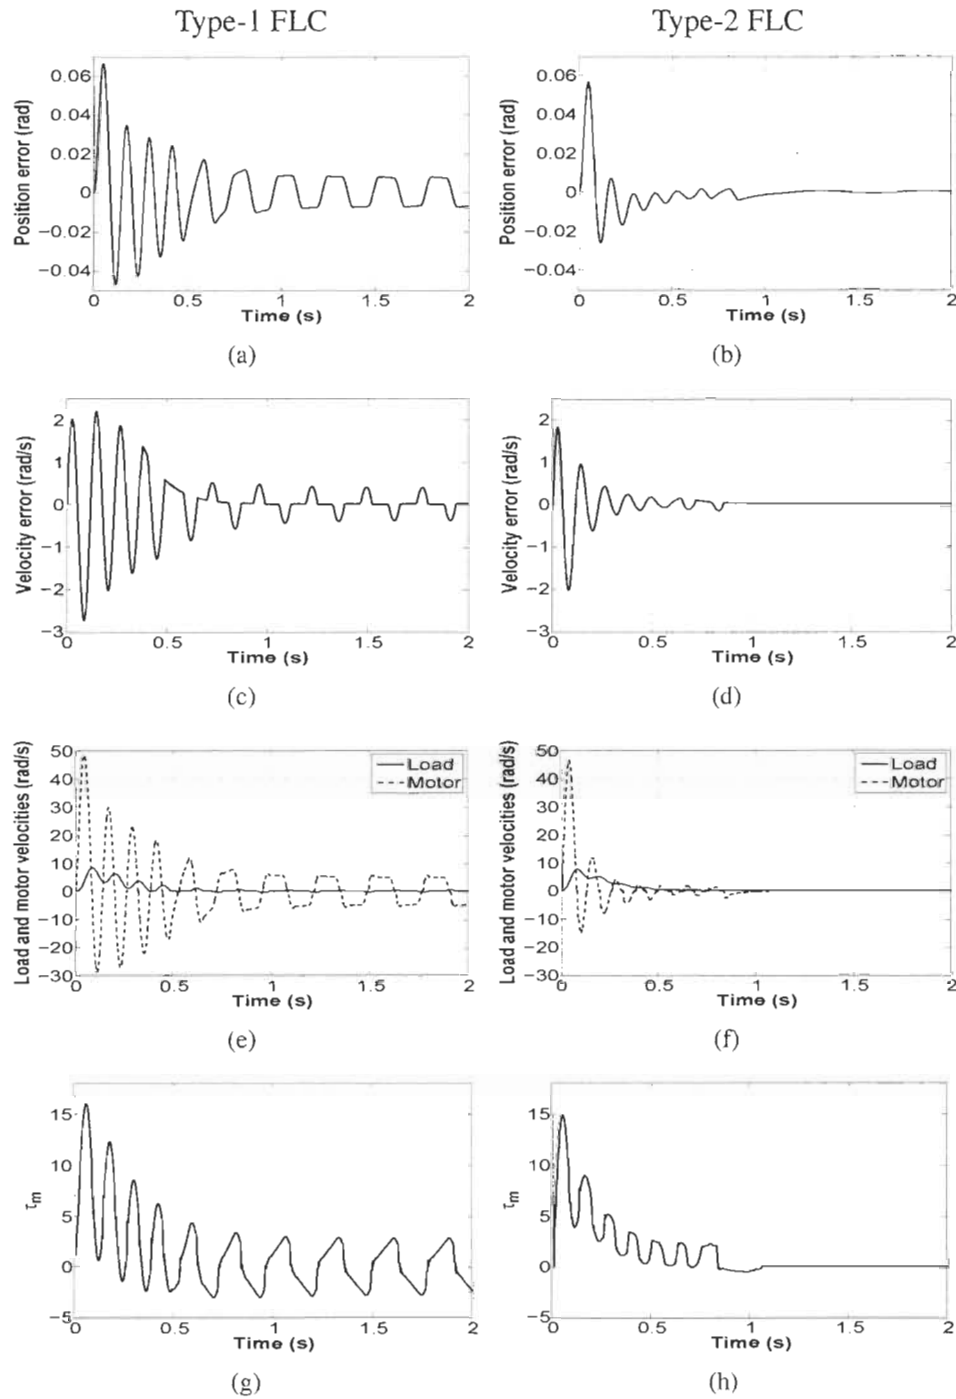 Type-1 FLC
Type-2 FLC
Position error (rad)
0.06
0.04
0.02
0
−0.02
−0.04
0 0.5 1 1.5 2
Time (s)
(a)
Position error (rad)
0.06
0.04
0.02
0
−0.02
−0.04
0 0.5 1 1.5 2
Time (s)
(b)
Velocity error (rad/s)
2
1
0
−1
−2
−3
0 0.5 1 1.5 2
Time (s)
(c)
Velocity error (rad/s)
2
1
0
−1
−2
−3
0 0.5 1 1.5 2
Time (s)
(d)
Load and motor velocities (rad/s)
50
40
30
20
10
0
−10
−20
−30
0 0.5 1 1.5 2
Load
Motor
Time (s)
(e)
Load and motor velocities (rad/s)
50
40
30
20
10
0
−10
−20
−30
0 0.5 1 1.5 2
Load
Motor
Time (s)
(f)
τm
15
10
5
0
−5
0 0.5 1 1.5 2
Time (s)
(g)
τm
15
10
5
0
−5
0 0.5 1 1.5 2
Time (s)
(h)